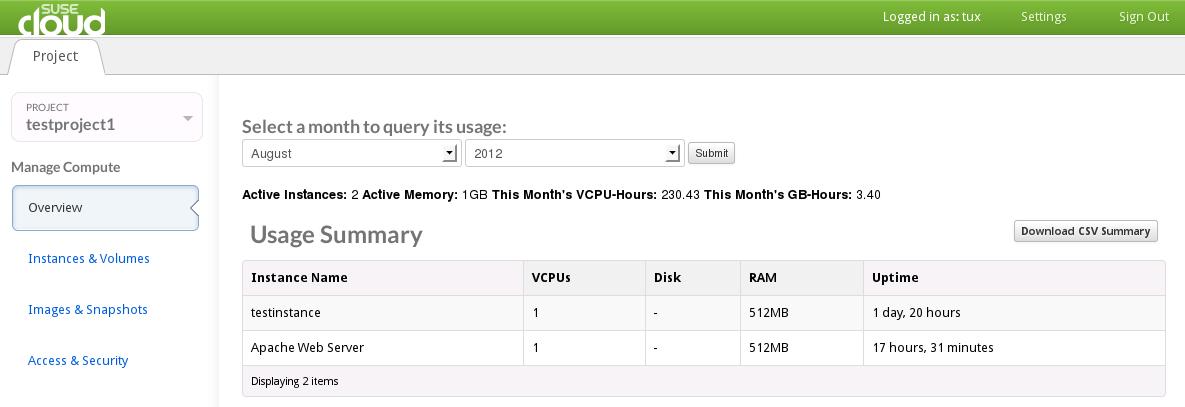 SUSE
cloud
Logged in as: tux Settings Sign Out
Project
PROJECT
testproject1
Manage Compute
Overview
Instances & Volumes
Images & Snapshots
Access & Security
Select a month to query its usage:
August 2012 Submit
Active Instances: 2 Active Memory: 1GB This Month's VCPU-Hours: 230.43 This Month's GB-Hours: 3.40
Usage Summary
Download CSV Summary
Instance Name VCPUs Disk RAM Uptime
testinstance 1 - 512MB 1 day, 20 hours
Apache Web Server 1 - 512MB 17 hours, 31 minutes
Displaying 2 items